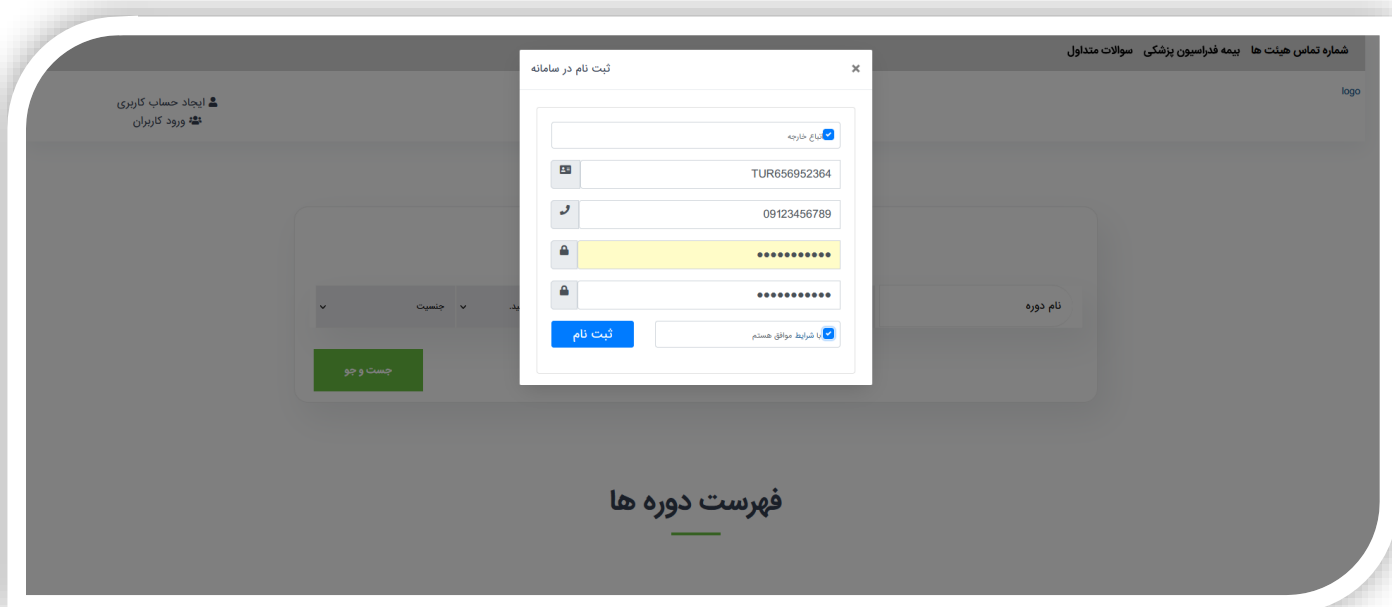 شماره تماس هیئت ها بیمه فدراسیون پزشکی سوالات متداول
logo
ایجاد حساب کاربری
ورود کاربران
ثبت نام در سامانه ×
اتباع خارجه
TUR656952364
09123456789
•••••••••••
•••••••••••
با شرایط موافق هستم ثبت نام
نام دوره
جنسیت
جست و جو
فهرست دوره ها